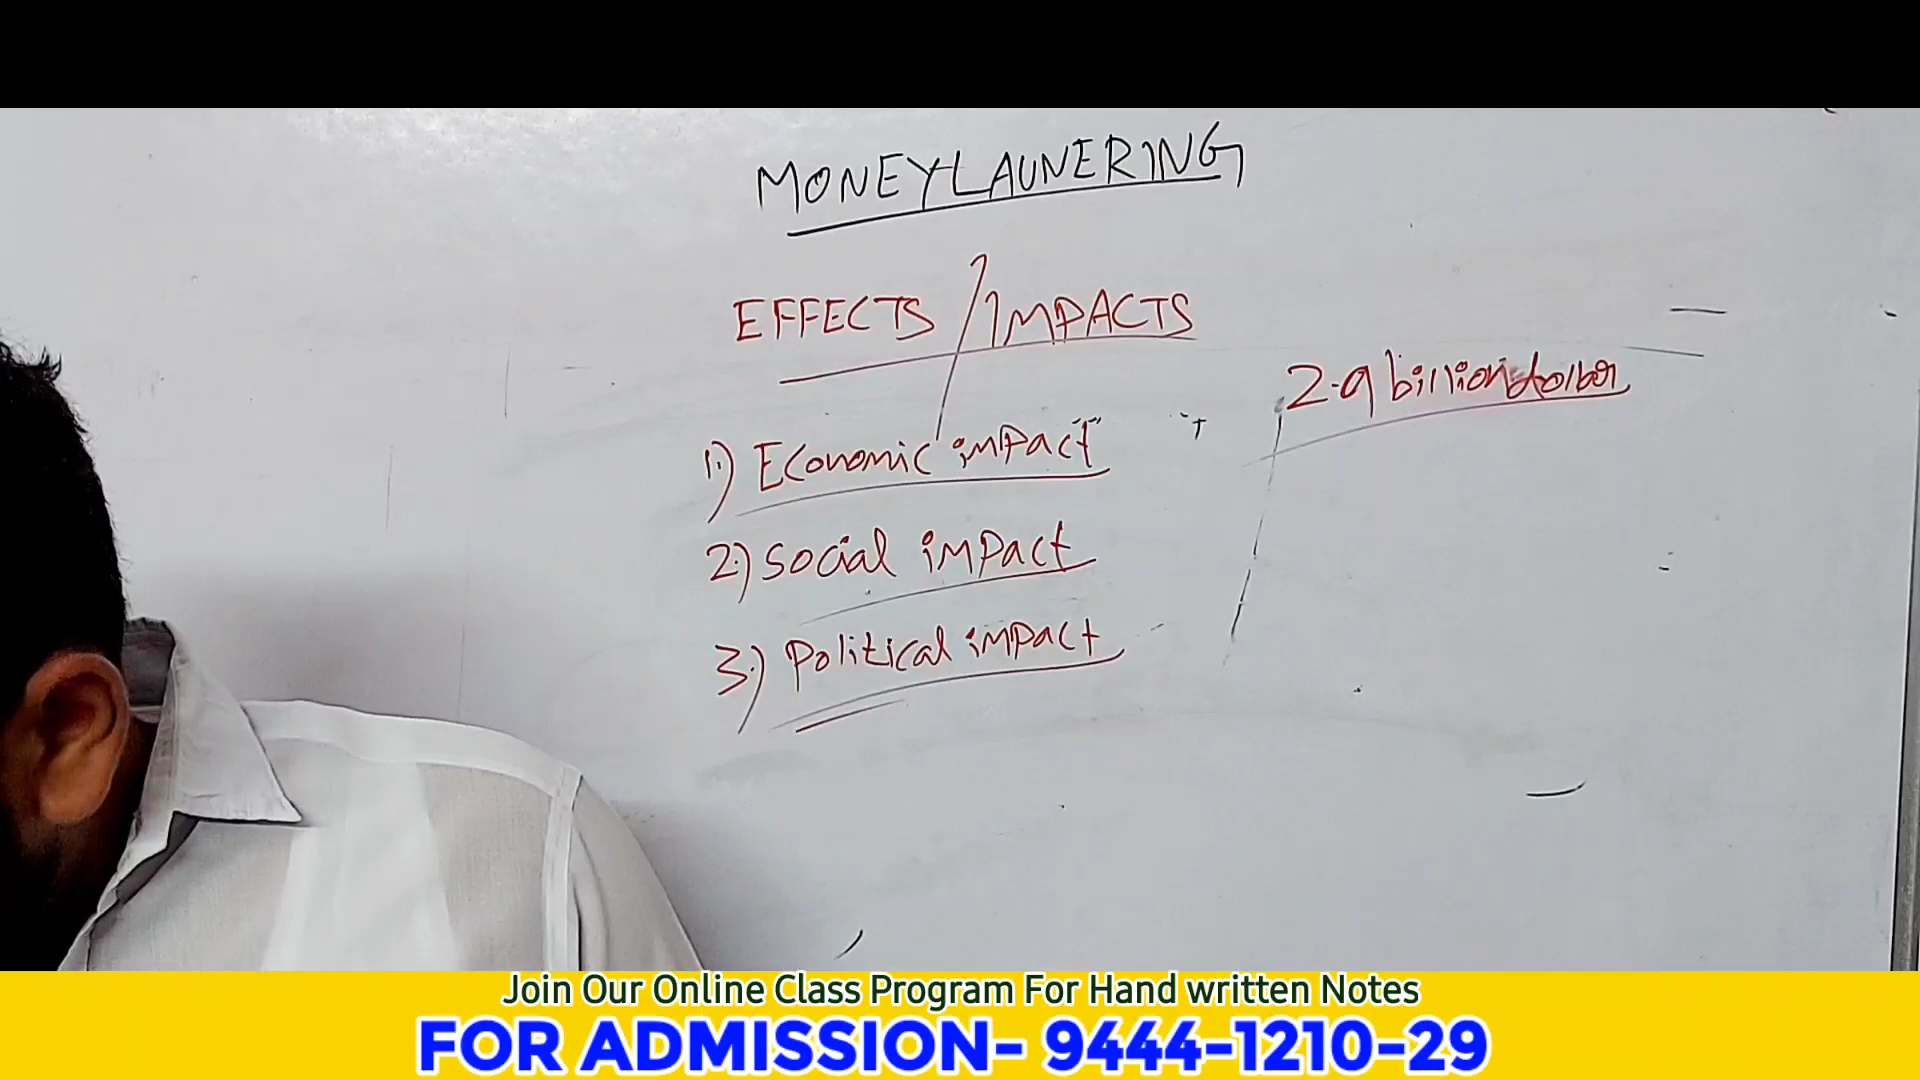 MONEYLAUNERING
EFFECTS / IMPACTS
1.) Economic impact
2.) Social impact
3.) Political impact
2.9 billion dollar
Join Our Online Class Program For Hand written Notes
FOR ADMISSION- 9444-1210-29